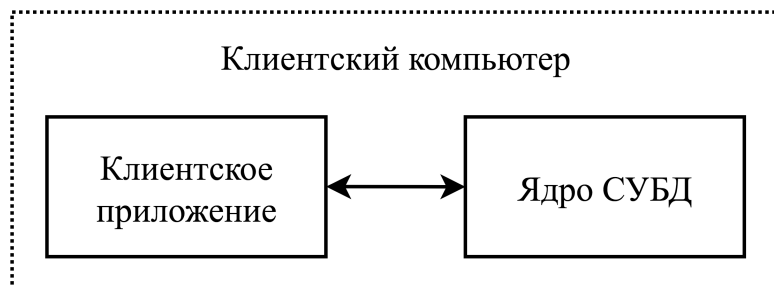 Клиентский компьютер
Клиентское
приложение
Ядро СУБД